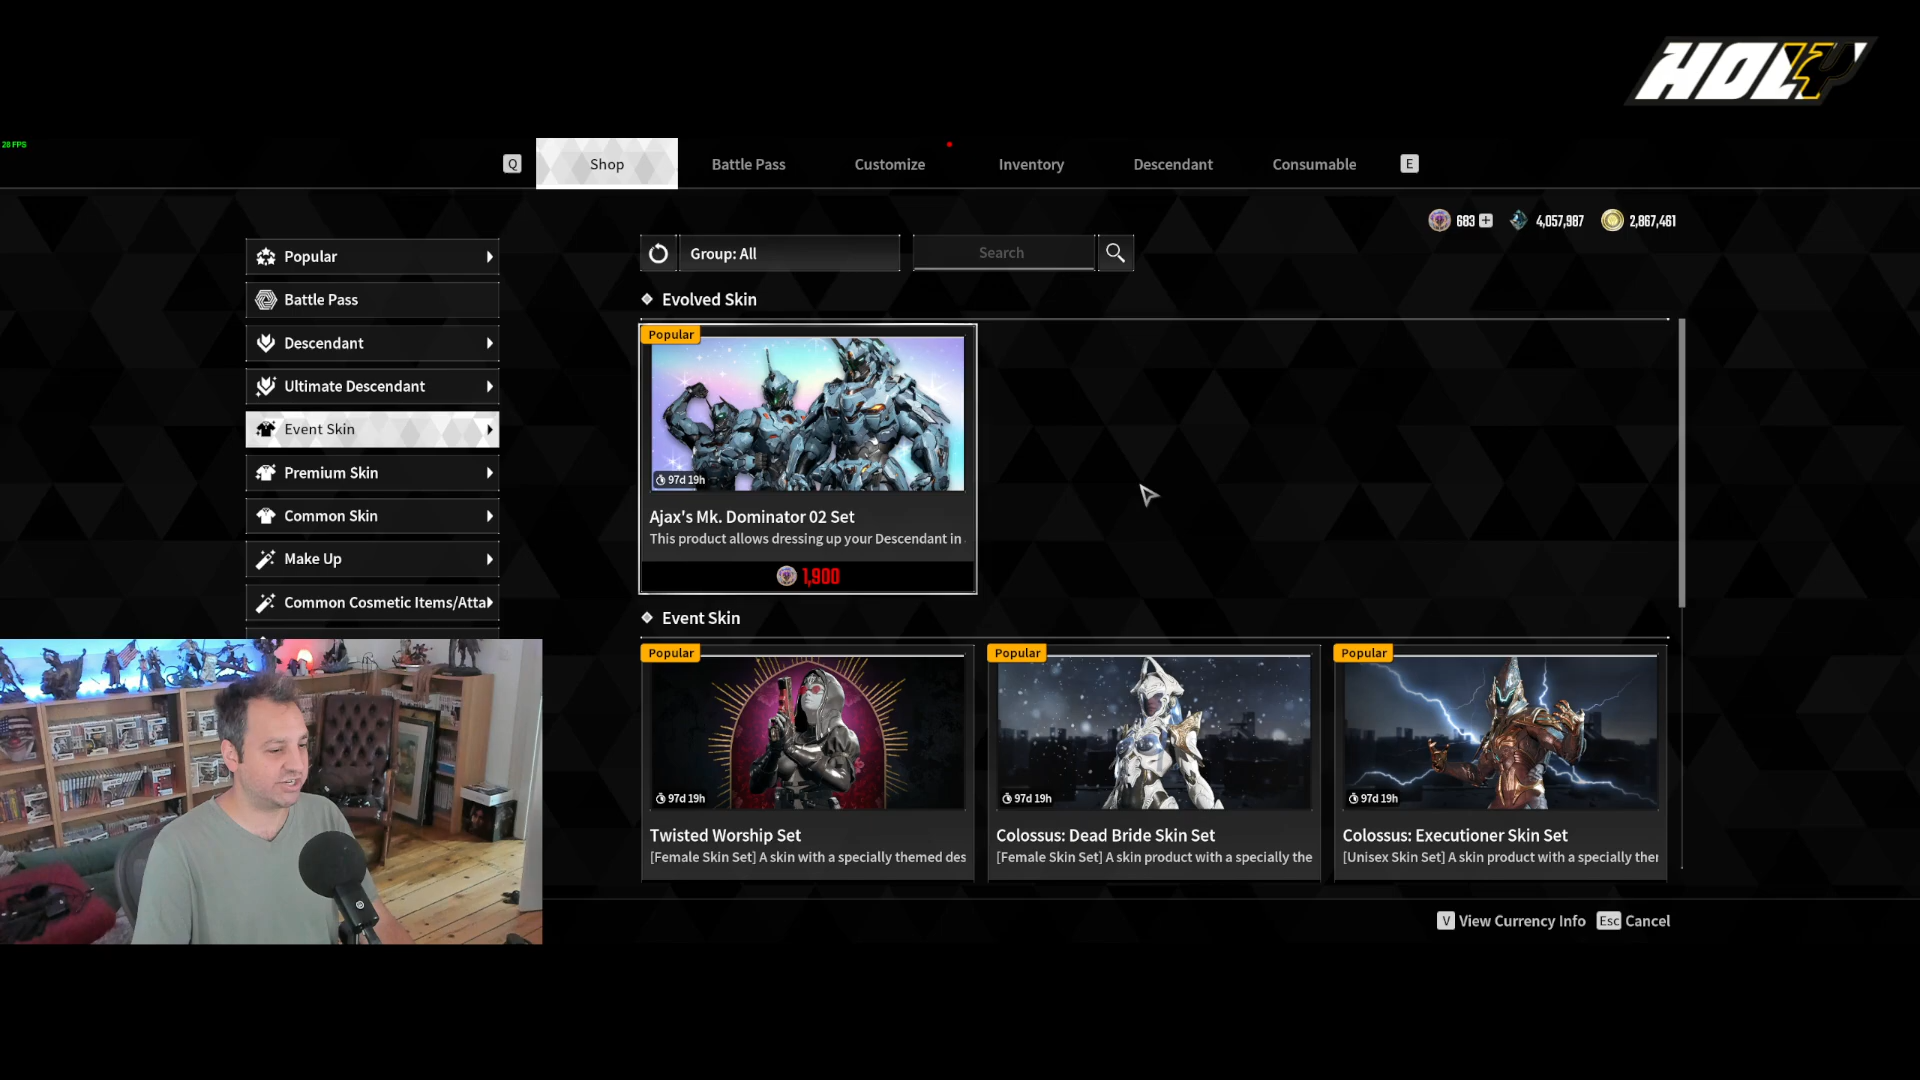 HOLY
28 FPS
Q
Shop
Battle Pass
Customize
Inventory
Descendant
Consumable
E
683
4,057,987
2,867,461
Popular
Battle Pass
Descendant
Ultimate Descendant
Event Skin
Premium Skin
Common Skin
Make Up
Common Cosmetic Items/Atta
Group: All
Search
Evolved Skin
Popular
97d 19h
Ajax's Mk. Dominator 02 Set
This product allows dressing up your Descendant in
1,900
Event Skin
Popular
97d 19h
Twisted Worship Set
[Female Skin Set] A skin with a specially themed des
Popular
97d 19h
Colossus: Dead Bride Skin Set
[Female Skin Set] A skin product with a specially the
Popular
97d 19h
Colossus: Executioner Skin Set
[Unisex Skin Set] A skin product with a specially ther
V View Currency Info
Esc Cancel